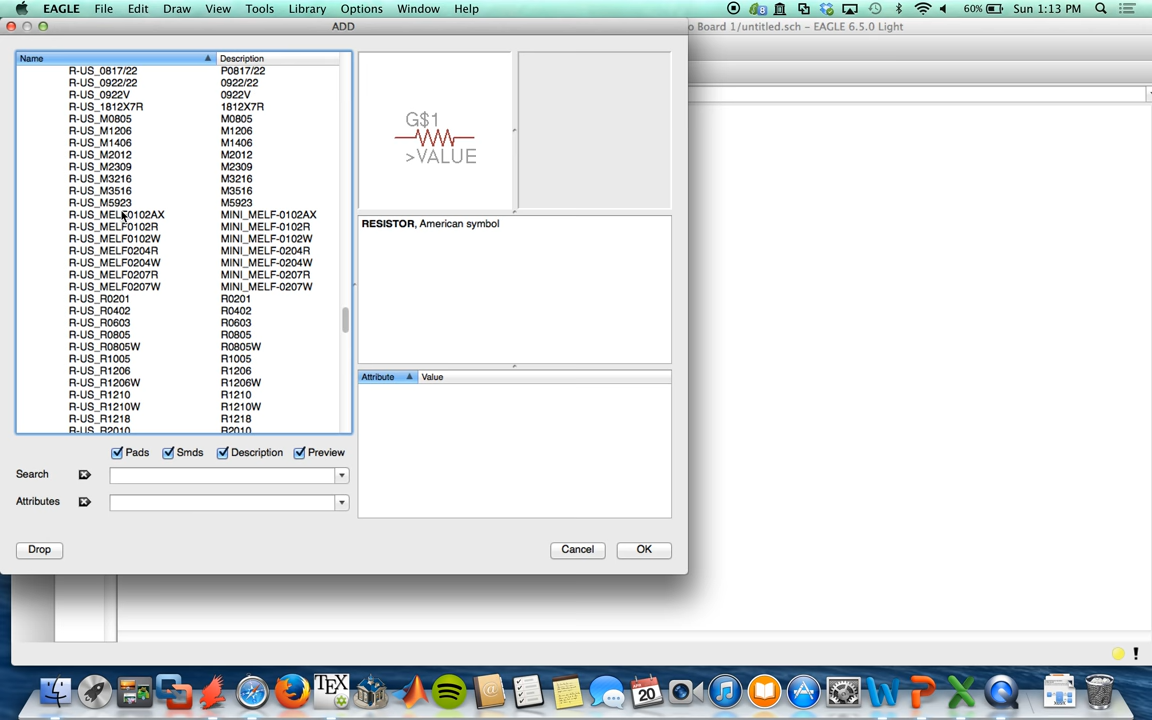 EAGLE File Edit Draw View Tools Library Options Window Help 60% Sun 1:13 PM
ADD
o Board 1/untitled.sch - EAGLE 6.5.0 Light
Name Description
R-US_0817/22 P0817/22
R-US_0922/22 0922/22
R-US_0922V 0922V
R-US_1812X7R 1812X7R
R-US_M0805 M0805
R-US_M1206 M1206
R-US_M1406 M1406
R-US_M2012 M2012
R-US_M2309 M2309
R-US_M3216 M3216
R-US_M3516 M3516
R-US_M5923 M5923
R-US_MELF0102AX MINI_MELF-0102AX
R-US_MELF0102R MINI_MELF-0102R
R-US_MELF0102W MINI_MELF-0102W
R-US_MELF0204R MINI_MELF-0204R
R-US_MELF0204W MINI_MELF-0204W
R-US_MELF0207R MINI_MELF-0207R
R-US_MELF0207W MINI_MELF-0207W
R-US_R0201 R0201
R-US_R0402 R0402
R-US_R0603 R0603
R-US_R0805 R0805
R-US_R0805W R0805W
R-US_R1005 R1005
R-US_R1206 R1206
R-US_R1206W R1206W
R-US_R1210 R1210
R-US_R1210W R1210W
R-US_R1218 R1218
R-US_R2010 R2010
G$1
>VALUE
RESISTOR, American symbol
Attribute Value
Pads Smds Description Preview
Search
Attributes
Drop Cancel OK
TEX
APR
20